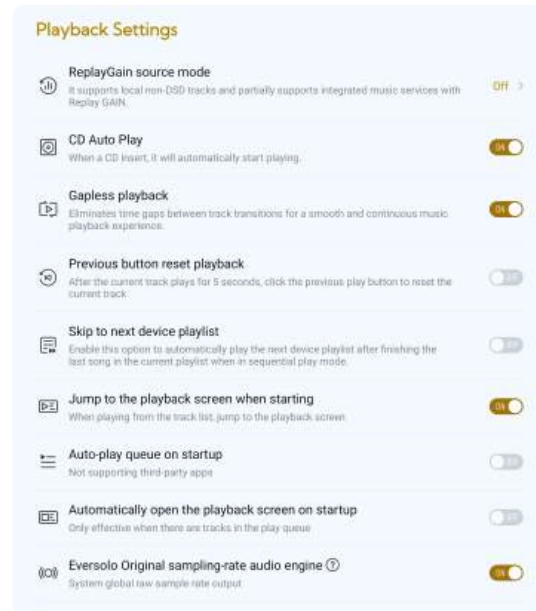 Playback Settings
ReplayGain source mode
It supports local non-DSD tracks and partially supports integrated music services with
Replay GAIN.
Off
CD Auto Play
When a CD insert, it will automatically start playing.
ON
Gapless playback
Eliminates time gaps between track transitions for a smooth and continuous music
playback experience.
ON
Previous button reset playback
After the current track plays for 5 seconds, click the previous play button to reset the
current track
OFF
Skip to next device playlist
Enable this option to automatically play the next device playlist after finishing the
last song in the current playlist when in sequential play mode.
OFF
Jump to the playback screen when starting
When playing from the track list, jump to the playback screen
ON
Auto-play queue on startup
Not supporting third-party apps
OFF
Automatically open the playback screen on startup
Only effective when there are tracks in the play queue
OFF
Eversolo Original sampling-rate audio engine
System global raw sample rate output
ON